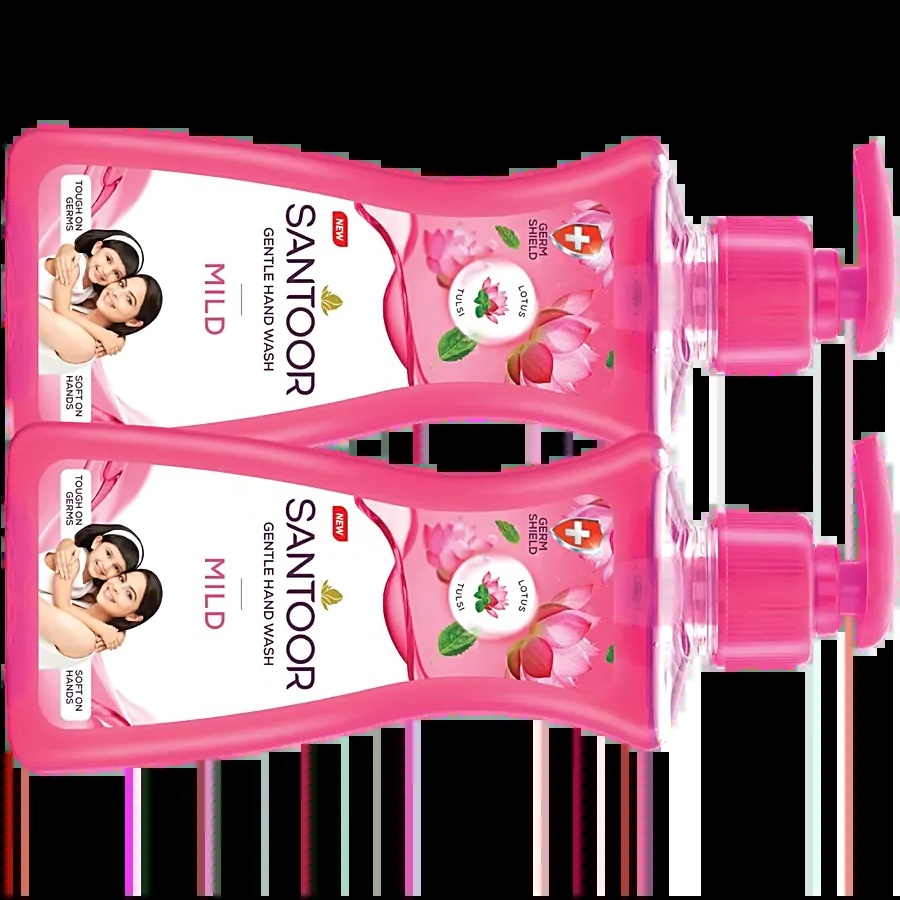 GERM
SHIELD
LOTUS
TULSI
NEW
SANTOOR
GENTLE HAND WASH
MILD
TOUGH ON
GERMS
SOFT ON
HANDS
GERM
SHIELD
LOTUS
TULSI
NEW
SANTOOR
GENTLE HAND WASH
MILD
TOUGH ON
GERMS
SOFT ON
HANDS